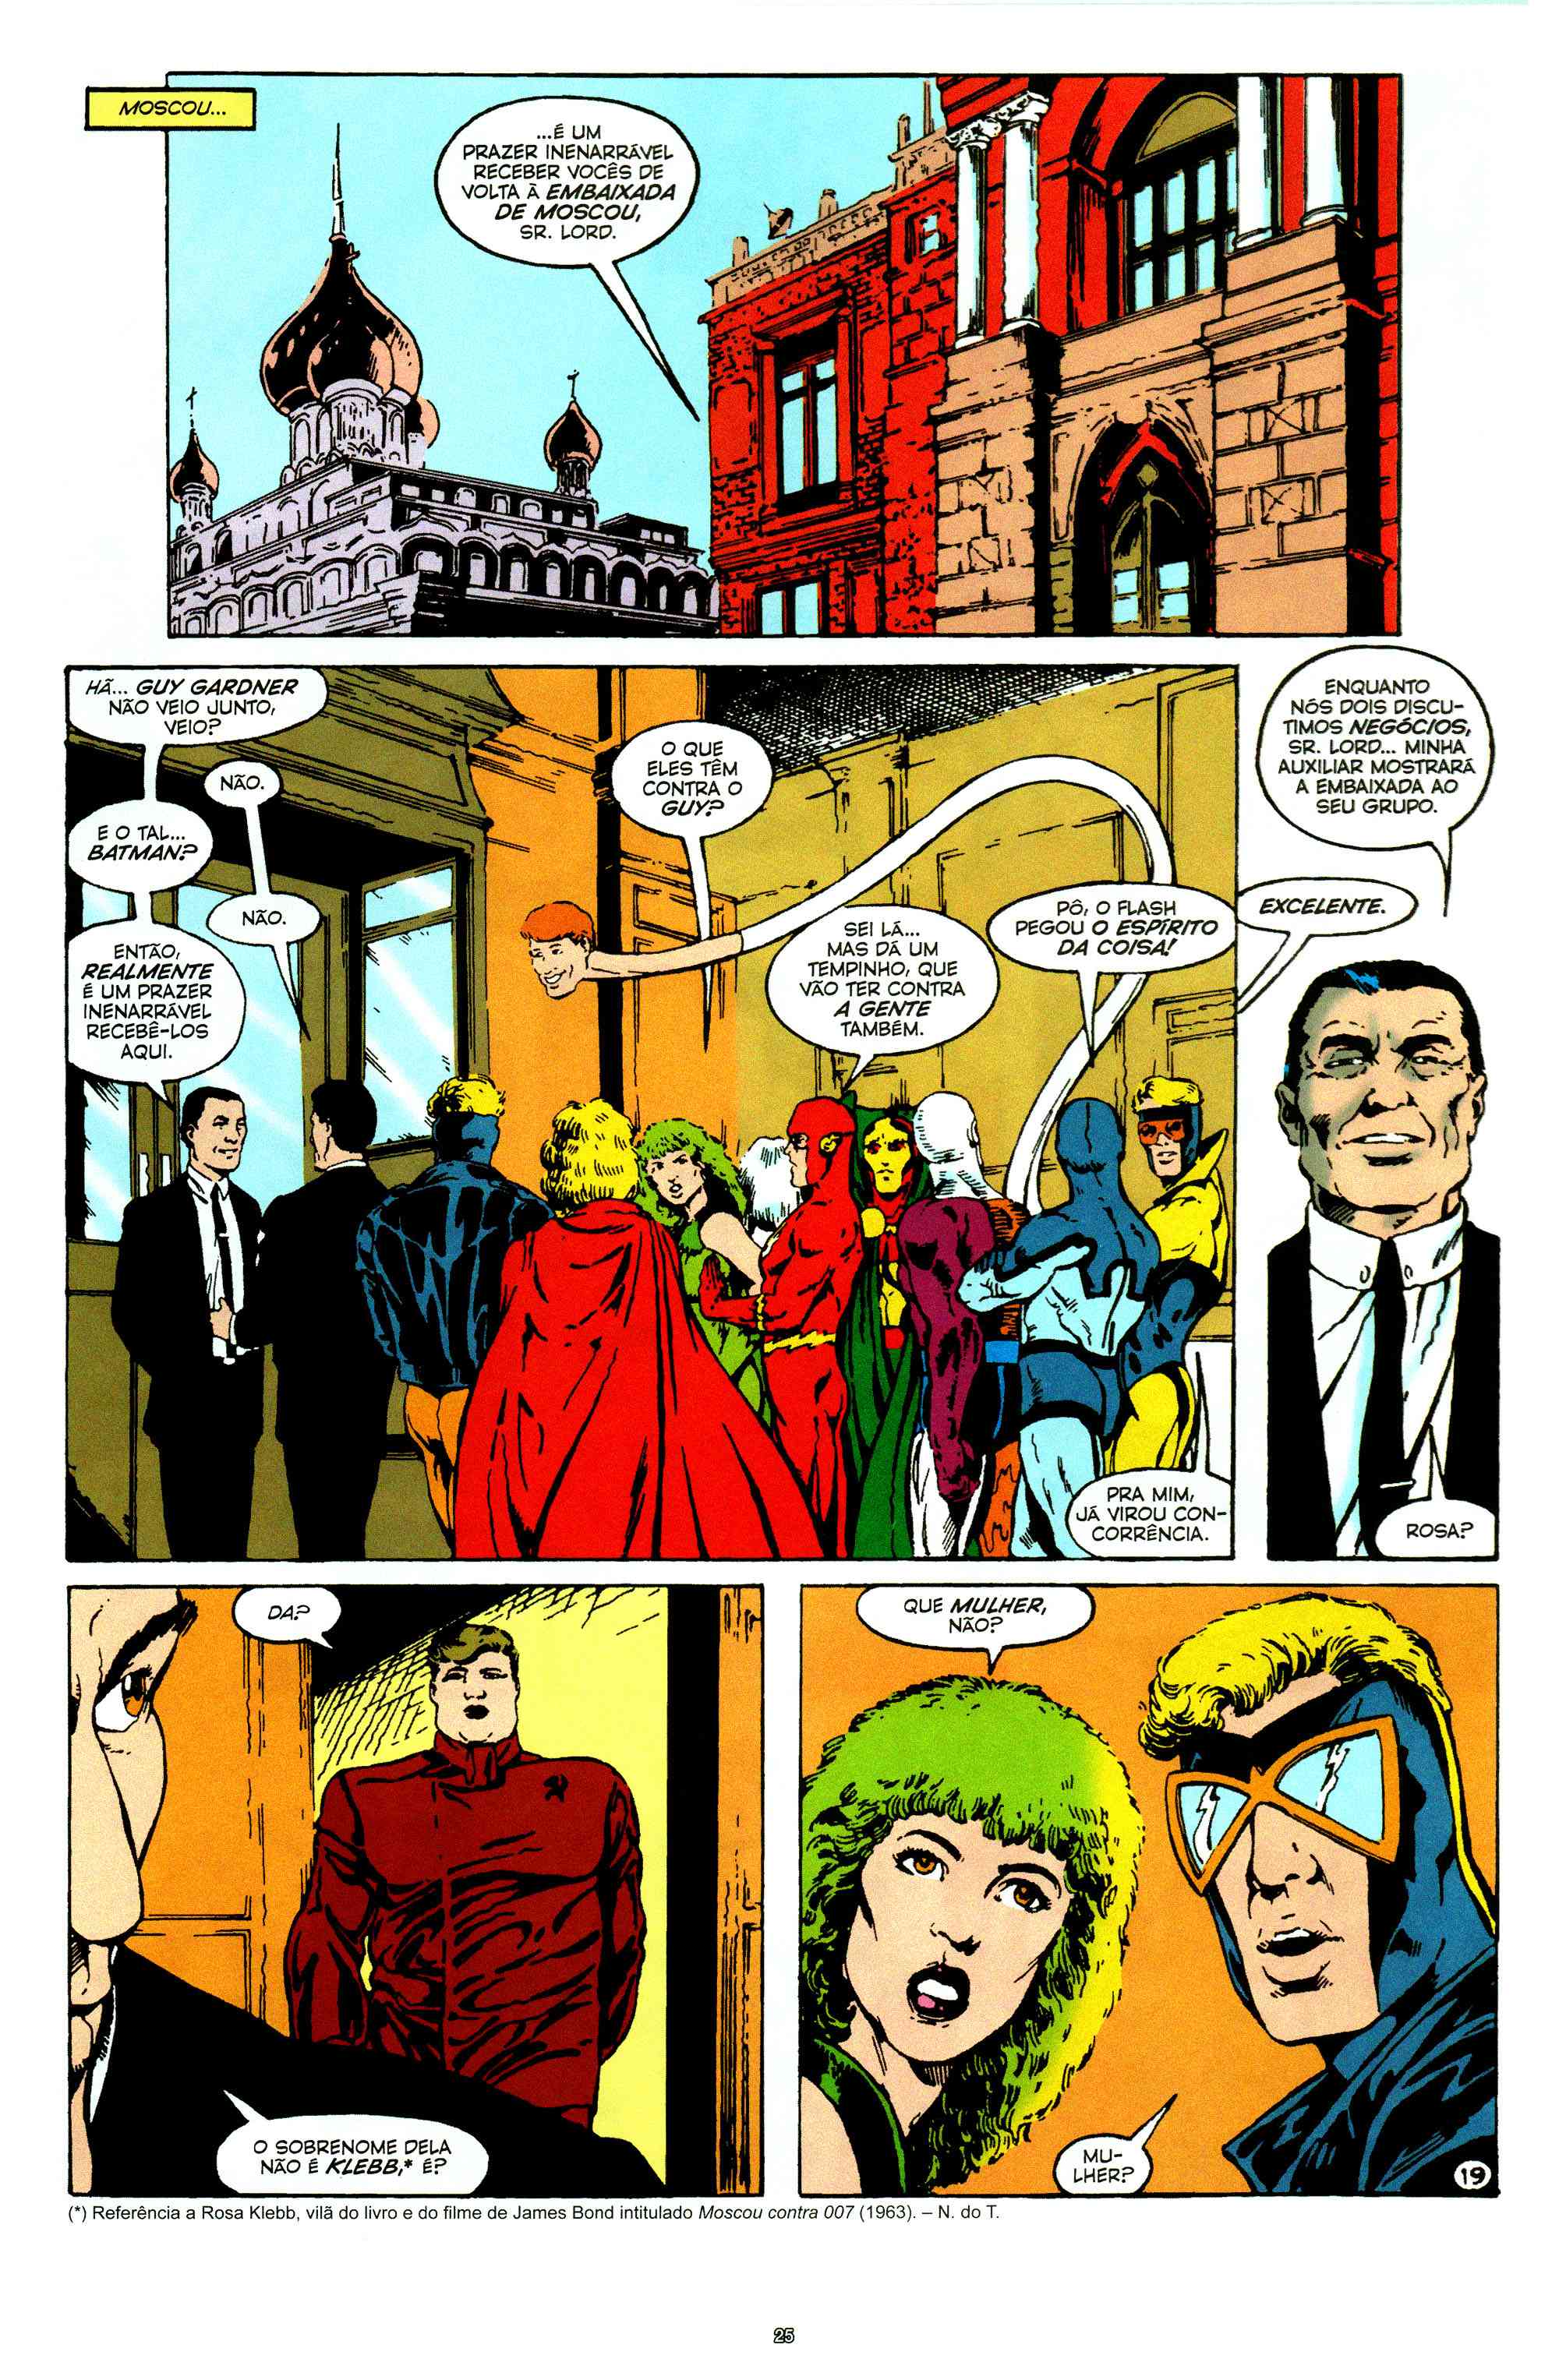 MOSCOU...
...É UM
PRAZER INENARRÁVEL
RECEBER VOCÊS DE
VOLTA À EMBAIXADA
DE MOSCOU,
SR. LORD.
HÃ... GUY GARDNER
NÃO VEIO JUNTO,
VEIO?
NÃO.
E O TAL...
BATMAN?
NÃO.
ENTÃO,
REALMENTE
É UM PRAZER
INENARRÁVEL
RECEBÊ-LOS
AQUI.
O QUE
ELES TÊM
CONTRA O
GUY?
SEI LÁ...
MAS DÁ UM
TEMPINHO, QUE
VÃO TER CONTRA
A GENTE
TAMBÉM.
PÔ, O FLASH
PEGOU O ESPÍRITO
DA COISA!
PRA MIM,
JÁ VIROU CON-
CORRÊNCIA.
ENQUANTO
NÓS DOIS DISCU-
TIMOS NEGÓCIOS,
SR. LORD... MINHA
AUXILIAR MOSTRARÁ
A EMBAIXADA AO
SEU GRUPO.
EXCELENTE.
ROSA?
DA?
O SOBRENOME DELA
NÃO É KLEBB,* É?
QUE MULHER,
NÃO?
MU-
LHER?
19
(*) Referência a Rosa Klebb, vilã do livro e do filme de James Bond intitulado Moscou contra 007 (1963). – N. do T.
25